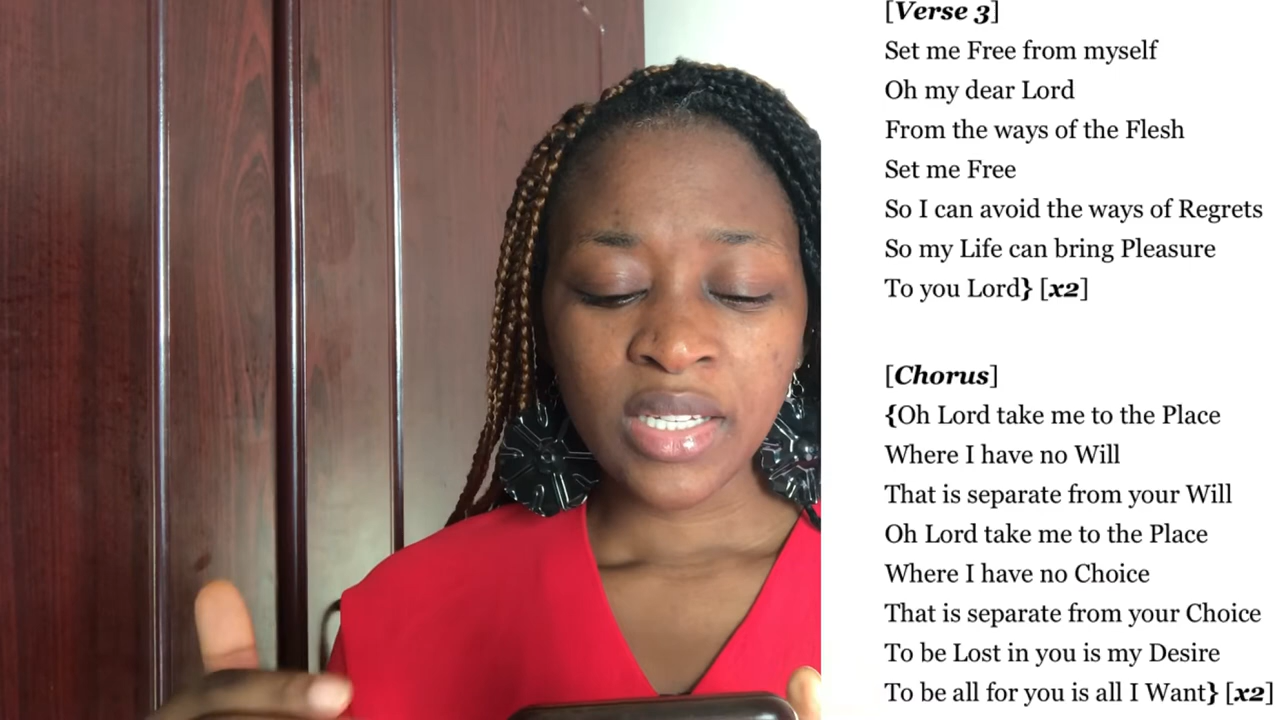 [Verse 3]
Set me Free from myself
Oh my dear Lord
From the ways of the Flesh
Set me Free
So I can avoid the ways of Regrets
So my Life can bring Pleasure
To you Lord} [x2]
[Chorus]
{Oh Lord take me to the Place
Where I have no Will
That is separate from your Will
Oh Lord take me to the Place
Where I have no Choice
That is separate from your Choice
To be Lost in you is my Desire
To be all for you is all I Want} [x2]